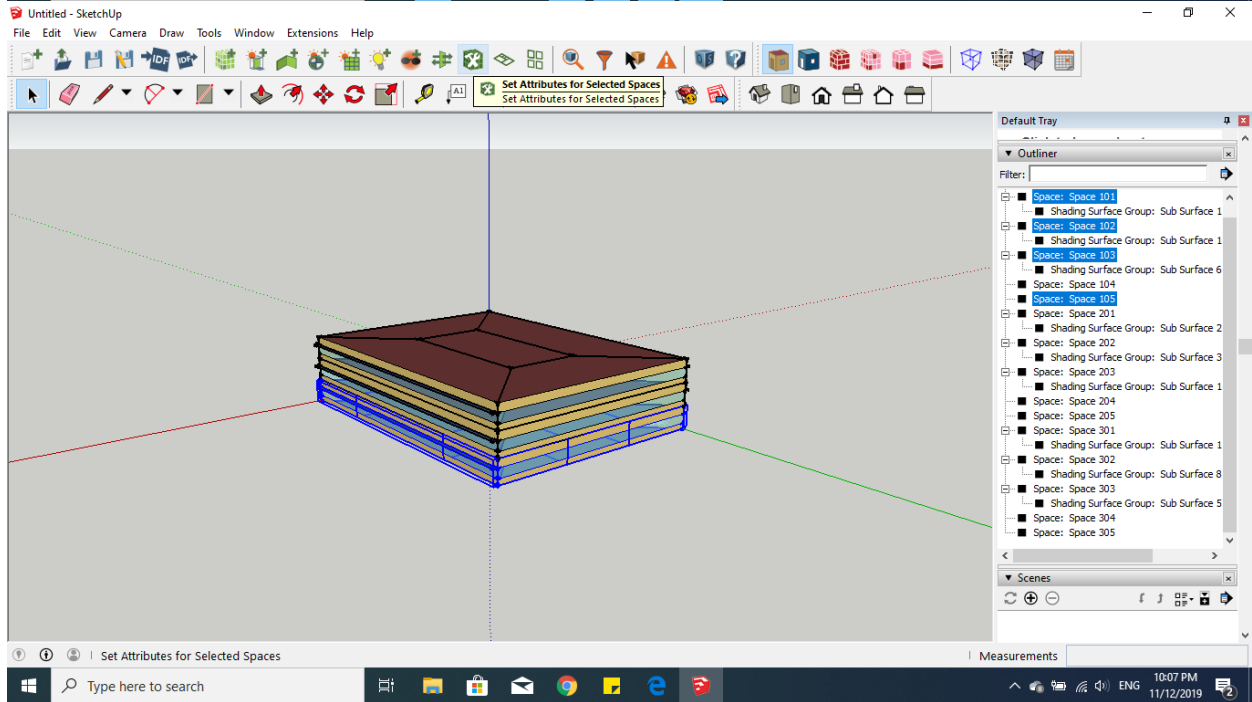 Untitled - SketchUp
File Edit View Camera Draw Tools Window Extensions Help
IDF IDF
A1
Set Attributes for Selected Spaces
Set Attributes for Selected Spaces
Default Tray
Outliner
Filter:
Space: Space 101
Shading Surface Group: Sub Surface 1
Space: Space 102
Shading Surface Group: Sub Surface 1
Space: Space 103
Shading Surface Group: Sub Surface 6
Space: Space 104
Space: Space 105
Space: Space 201
Shading Surface Group: Sub Surface 2
Space: Space 202
Shading Surface Group: Sub Surface 3
Space: Space 203
Shading Surface Group: Sub Surface 1
Space: Space 204
Space: Space 205
Space: Space 301
Shading Surface Group: Sub Surface 1
Space: Space 302
Shading Surface Group: Sub Surface 8
Space: Space 303
Shading Surface Group: Sub Surface 5
Space: Space 304
Space: Space 305
Scenes
Set Attributes for Selected Spaces
Measurements
Type here to search
ENG
10:07 PM
11/12/2019
2